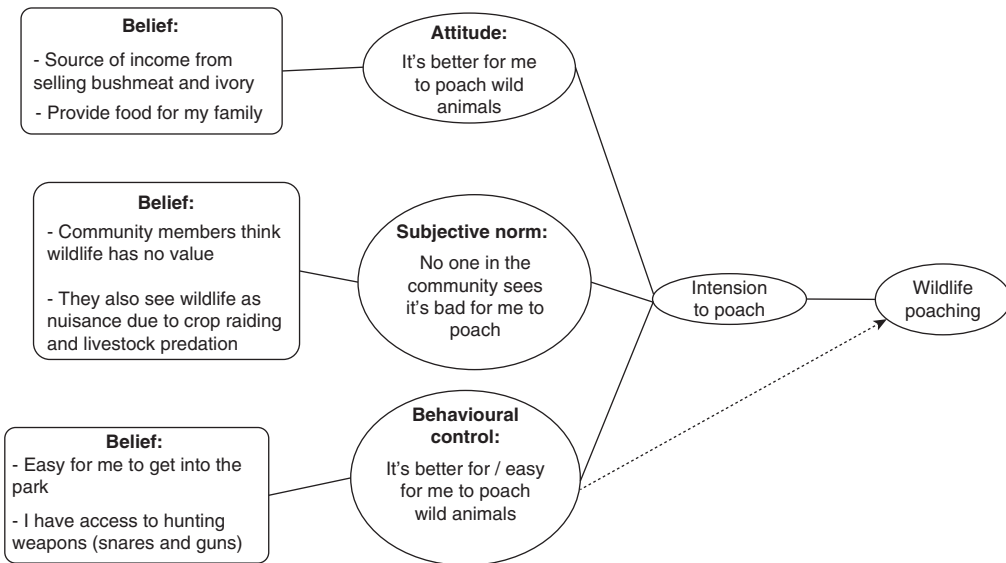 Belief:
- Source of income from
selling bushmeat and ivory
- Provide food for my family
Attitude:
It's better for me
to poach wild
animals
Belief:
- Community members think
wildlife has no value
- They also see wildlife as
nuisance due to crop raiding
and livestock predation
Subjective norm:
No one in the
community sees
it's bad for me to
poach
Intension
to poach
Wildlife
poaching
Belief:
- Easy for me to get into the
park
- I have access to hunting
weapons (snares and guns)
Behavioural
control:
It's better for / easy
for me to poach
wild animals